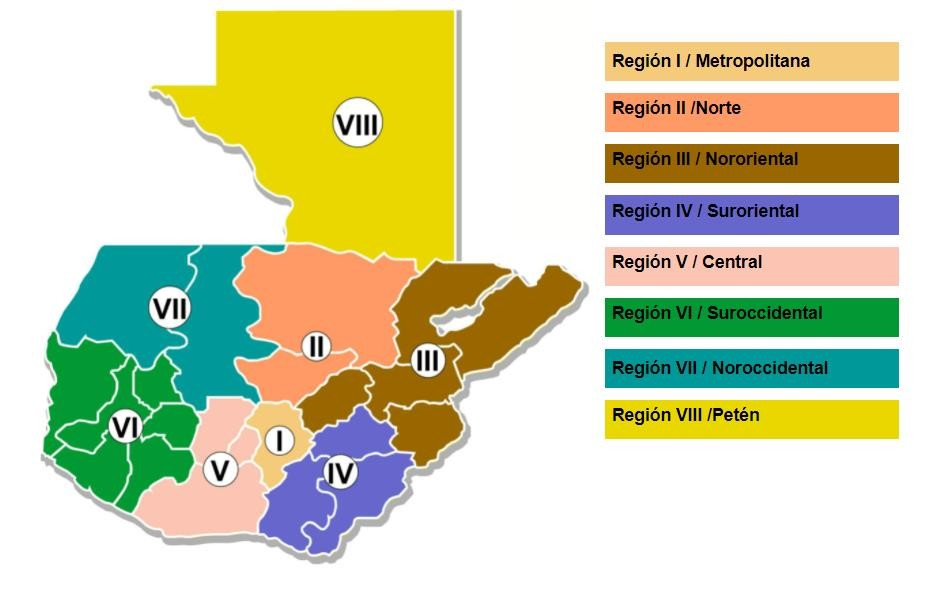 Región I / Metropolitana
Región II /Norte
Región III / Nororiental
Región IV / Suroriental
Región V / Central
Región VI / Suroccidental
Región VII / Noroccidental
Región VIII /Petén
VIII
VII
II
III
VI
I
V
IV